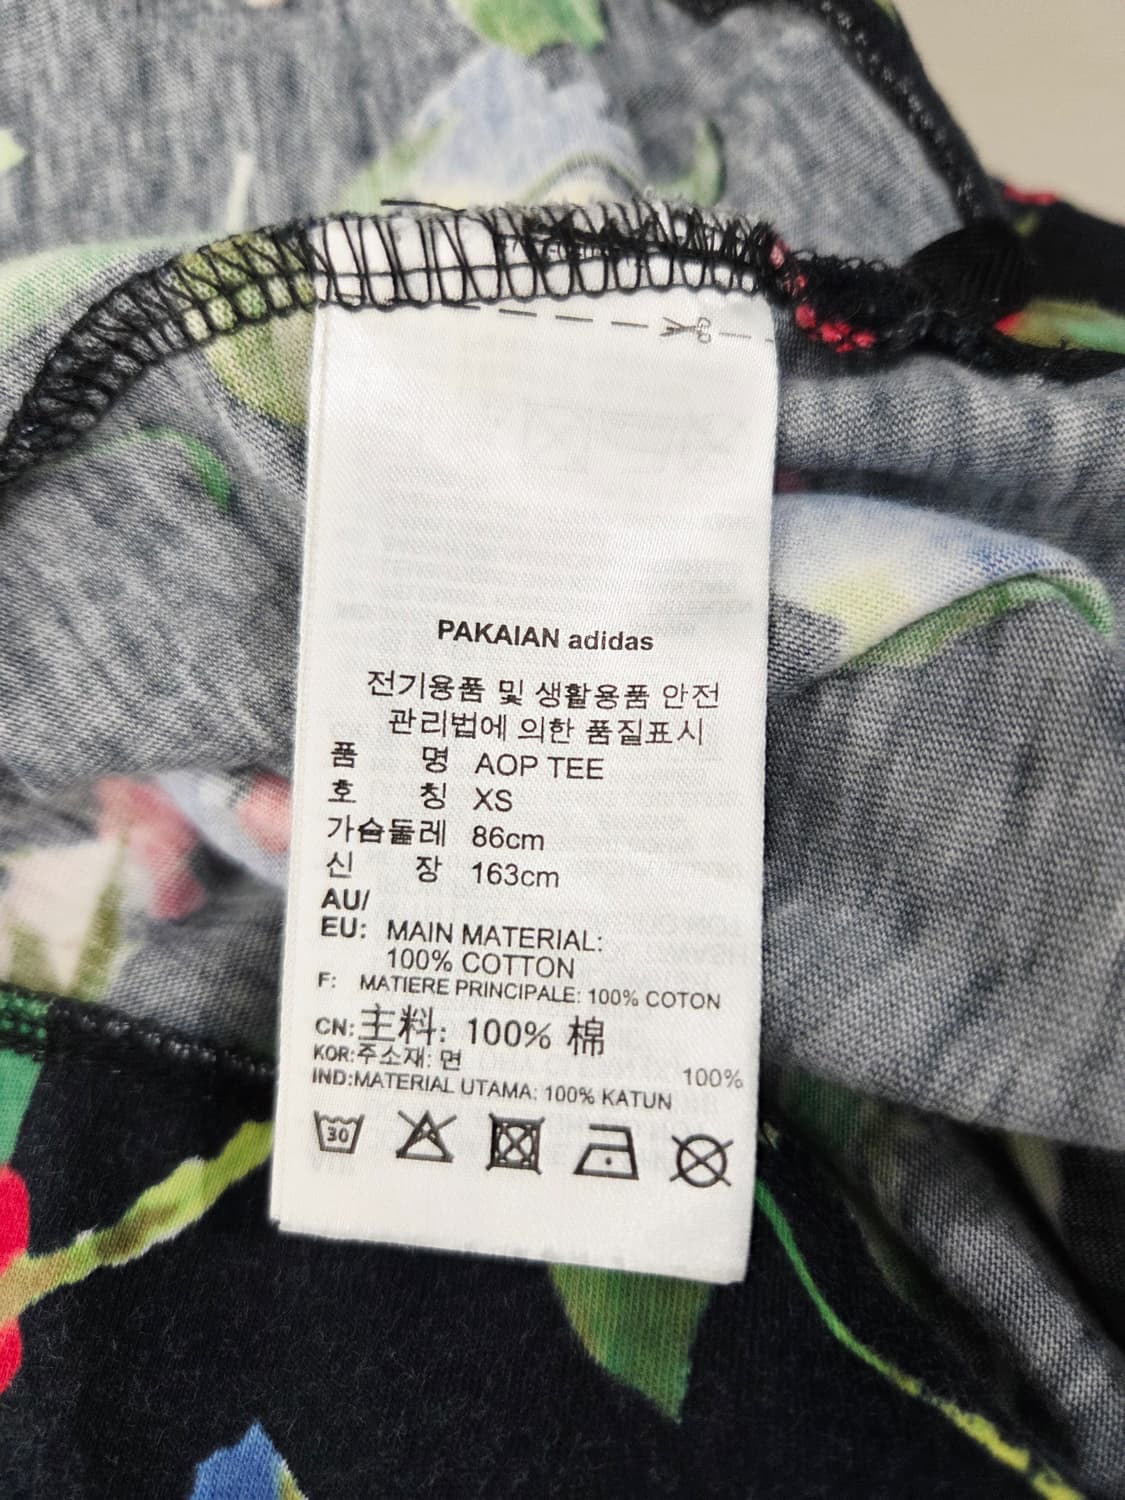 PAKAIAN adidas
전기용품 및 생활용품 안전
관리법에 의한 품질표시
품 명 AOP TEE
호 칭 XS
가슴둘레 86cm
신 장 163cm
AU/
EU: MAIN MATERIAL:
100% COTTON
F: MATIERE PRINCIPALE: 100% COTON
CN: 主料: 100% 棉
KOR:주소재: 면 100%
IND:MATERIAL UTAMA: 100% KATUN
30